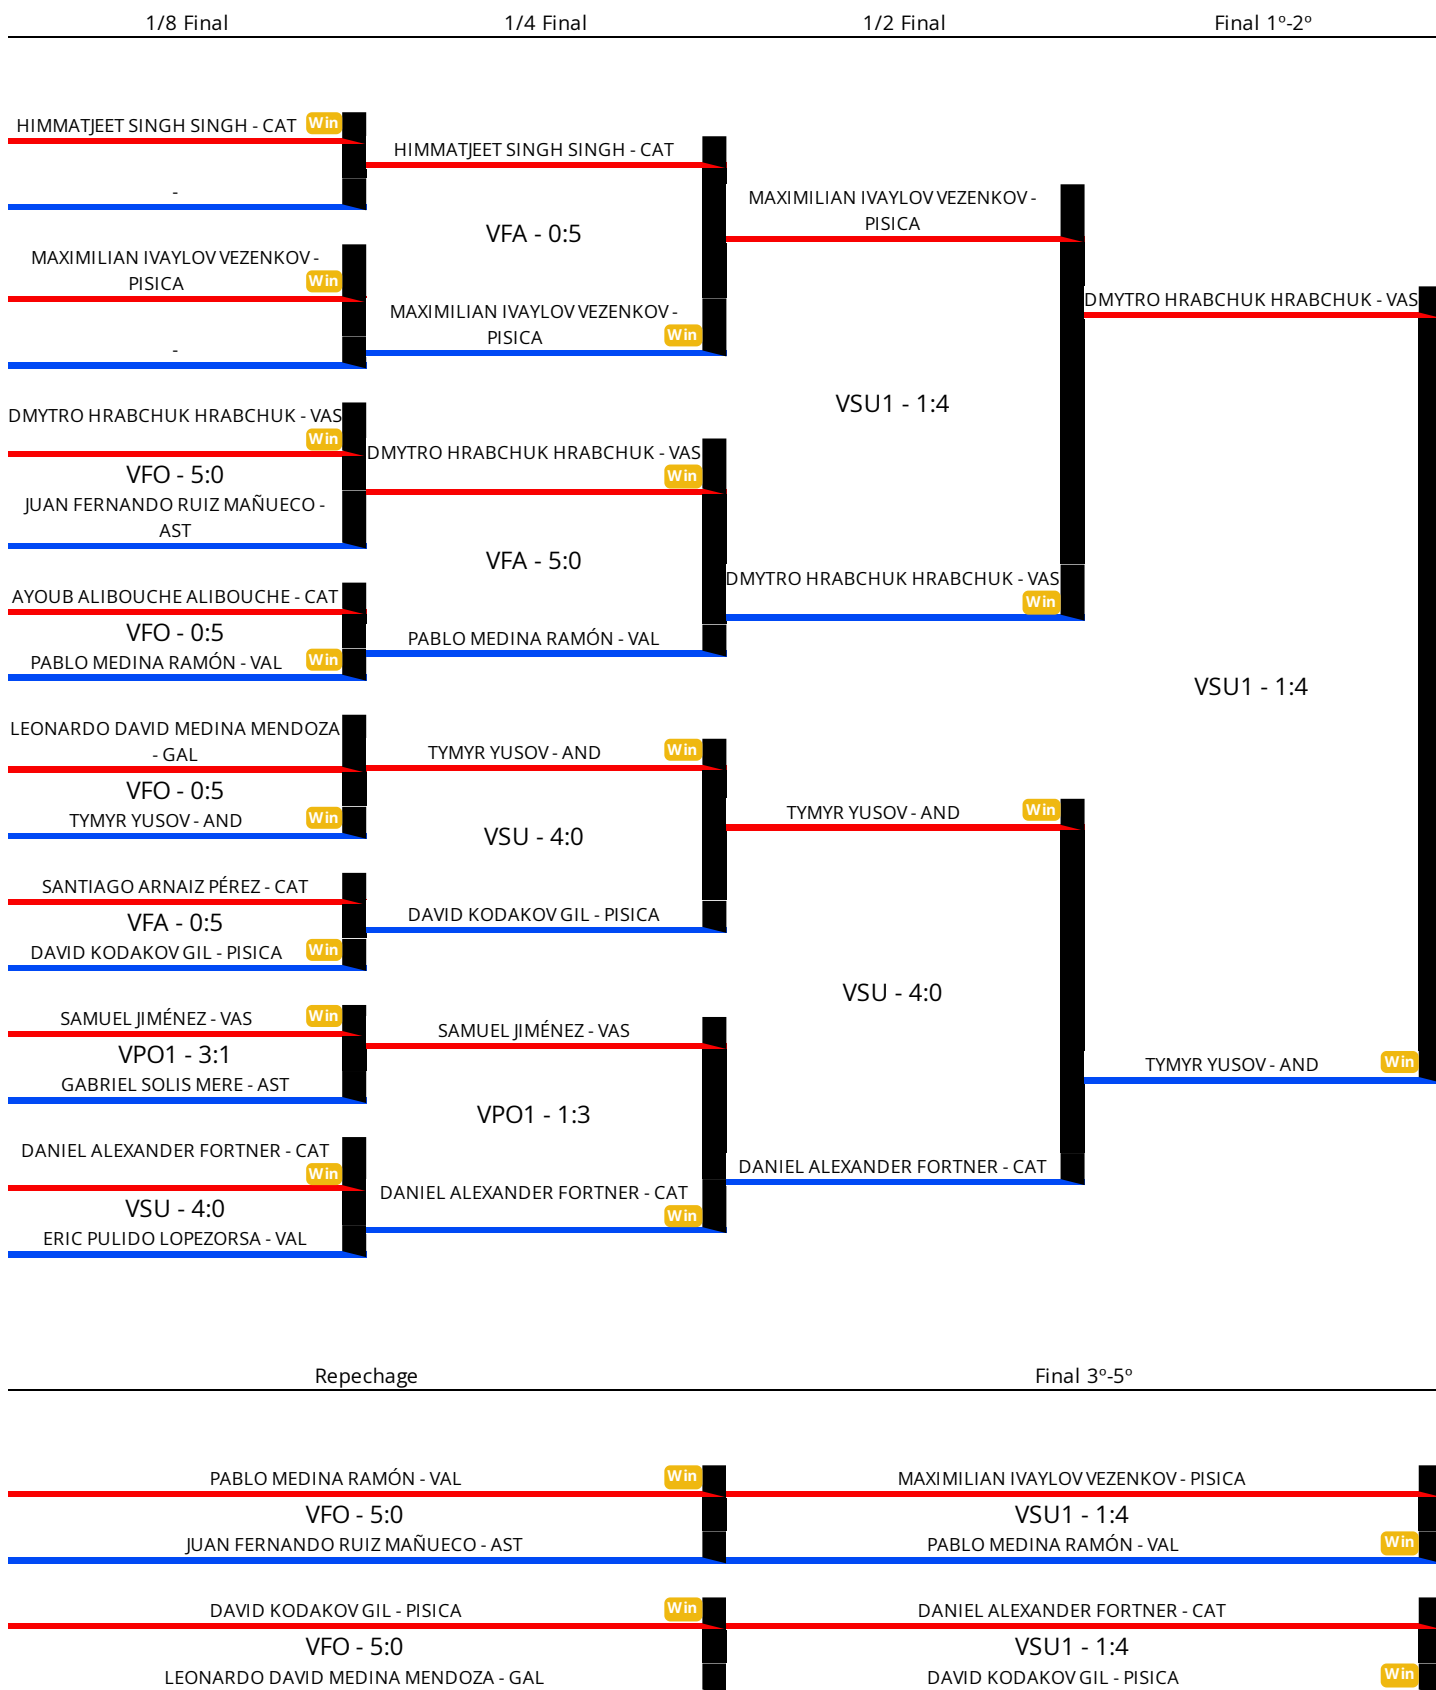 1/8 Final
1/4 Final
1/2 Final
Final 1º-2º
HIMMATJEET SINGH SINGH - CAT
Win
-
MAXIMILIAN IVAYLOV VEZENKOV -
PISICA
Win
-
DMYTRO HRABCHUK HRABCHUK - VAS
Win
VFO - 5:0
JUAN FERNANDO RUIZ MAÑUECO -
AST
AYOUB ALIBOUCHE ALIBOUCHE - CAT
VFO - 0:5
PABLO MEDINA RAMÓN - VAL
Win
LEONARDO DAVID MEDINA MENDOZA
- GAL
VFO - 0:5
TYMYR YUSOV - AND
Win
SANTIAGO ARNAIZ PÉREZ - CAT
VFA - 0:5
DAVID KODAKOV GIL - PISICA
Win
SAMUEL JIMÉNEZ - VAS
Win
VPO1 - 3:1
GABRIEL SOLIS MERE - AST
DANIEL ALEXANDER FORTNER - CAT
Win
VSU - 4:0
ERIC PULIDO LOPEZORSA - VAL
HIMMATJEET SINGH SINGH - CAT
VFA - 0:5
MAXIMILIAN IVAYLOV VEZENKOV -
PISICA
Win
DMYTRO HRABCHUK HRABCHUK - VAS
Win
VFA - 5:0
PABLO MEDINA RAMÓN - VAL
TYMYR YUSOV - AND
Win
VSU - 4:0
DAVID KODAKOV GIL - PISICA
SAMUEL JIMÉNEZ - VAS
VPO1 - 1:3
DANIEL ALEXANDER FORTNER - CAT
Win
MAXIMILIAN IVAYLOV VEZENKOV -
PISICA
VSU1 - 1:4
DMYTRO HRABCHUK HRABCHUK - VAS
Win
TYMYR YUSOV - AND
Win
VSU - 4:0
DANIEL ALEXANDER FORTNER - CAT
DMYTRO HRABCHUK HRABCHUK - VAS
VSU1 - 1:4
TYMYR YUSOV - AND
Win
Repechage
Final 3º-5º
PABLO MEDINA RAMÓN - VAL
Win
VFO - 5:0
JUAN FERNANDO RUIZ MAÑUECO - AST
MAXIMILIAN IVAYLOV VEZENKOV - PISICA
VSU1 - 1:4
PABLO MEDINA RAMÓN - VAL
Win
DAVID KODAKOV GIL - PISICA
Win
VFO - 5:0
LEONARDO DAVID MEDINA MENDOZA - GAL
DANIEL ALEXANDER FORTNER - CAT
VSU1 - 1:4
DAVID KODAKOV GIL - PISICA
Win